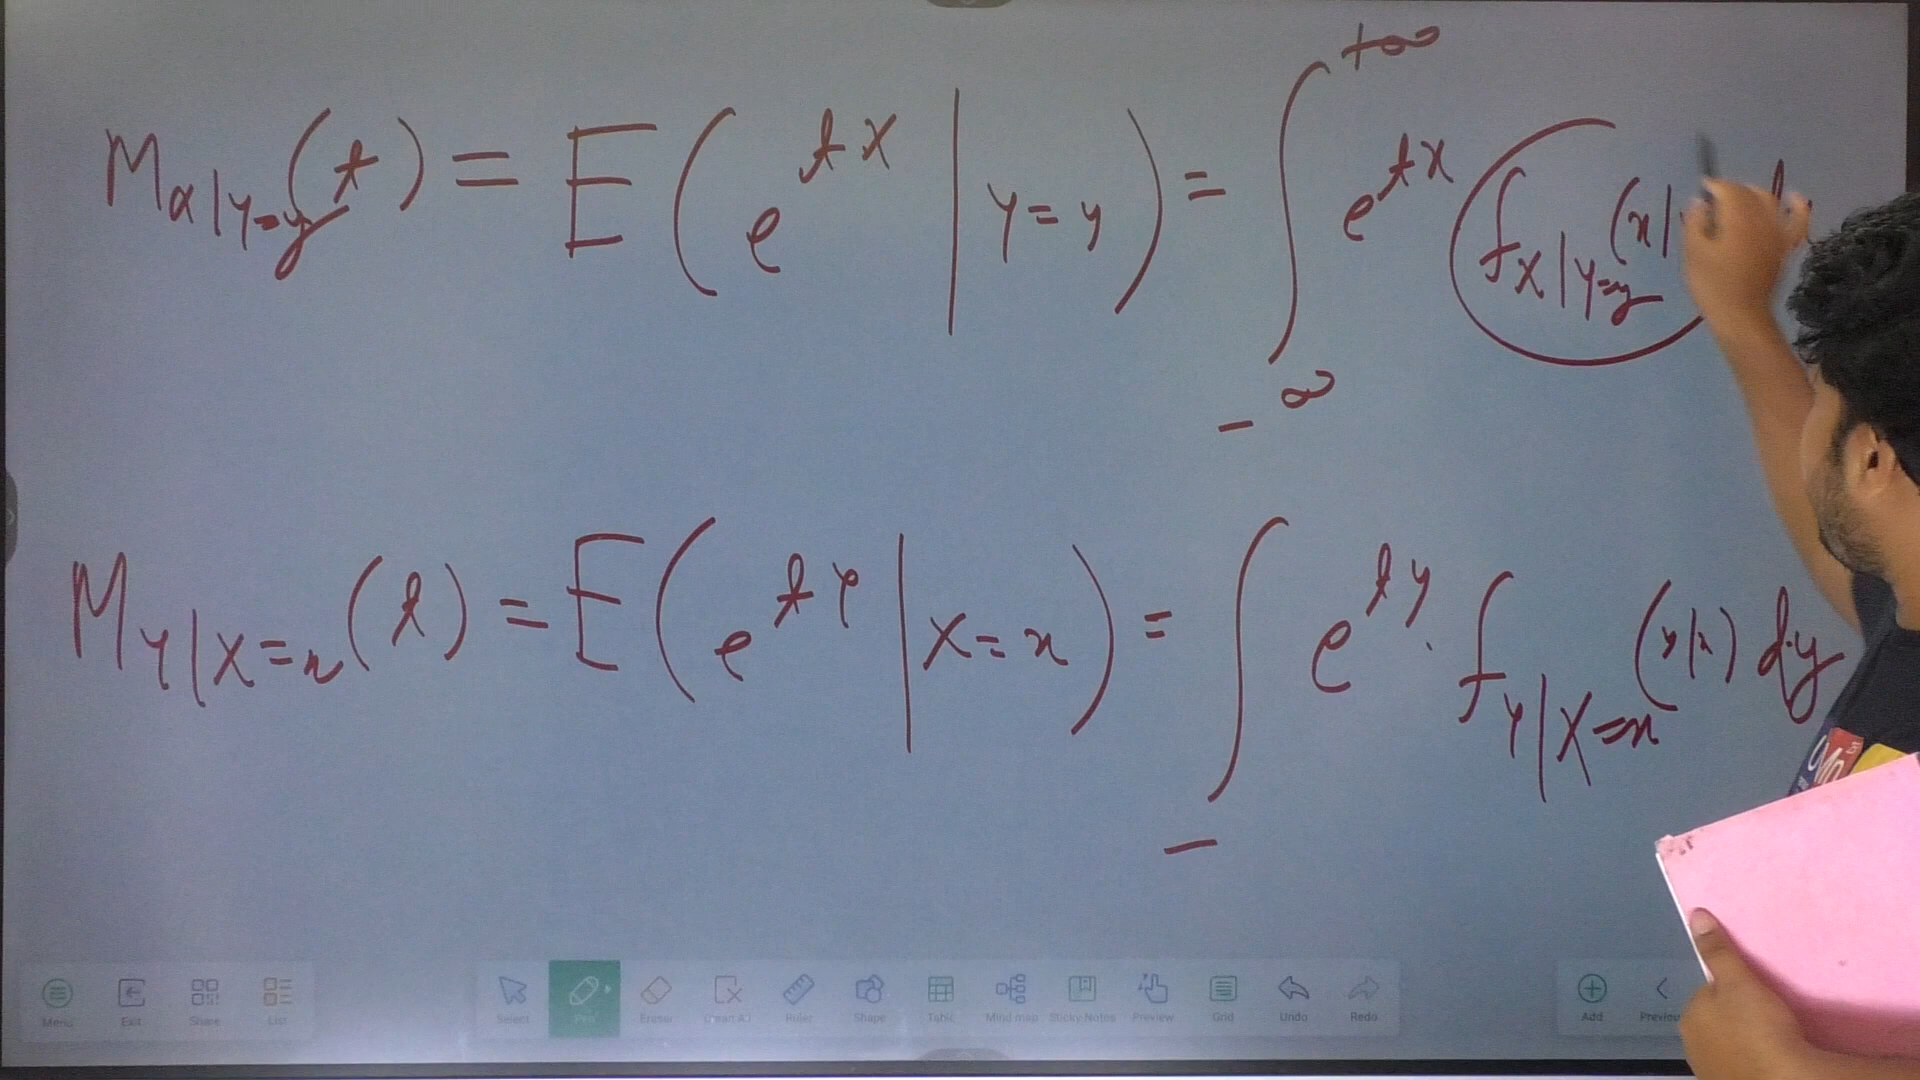 M_{X|Y=y}(t) = E(e^{tX} | Y=y) = ∫_{-∞}^{+∞} e^{tx} f_{X|Y=y}(x|
M_{Y|X=x}(t) = E(e^{tY} | X=x) = ∫_{-} e^{ty} · f_{Y|X=x}(y|x) dy
Menu Exit Share List Select Pen Eraser Ruler Shape Table Mind map Sticky Notes Preview Grid Undo Redo Add